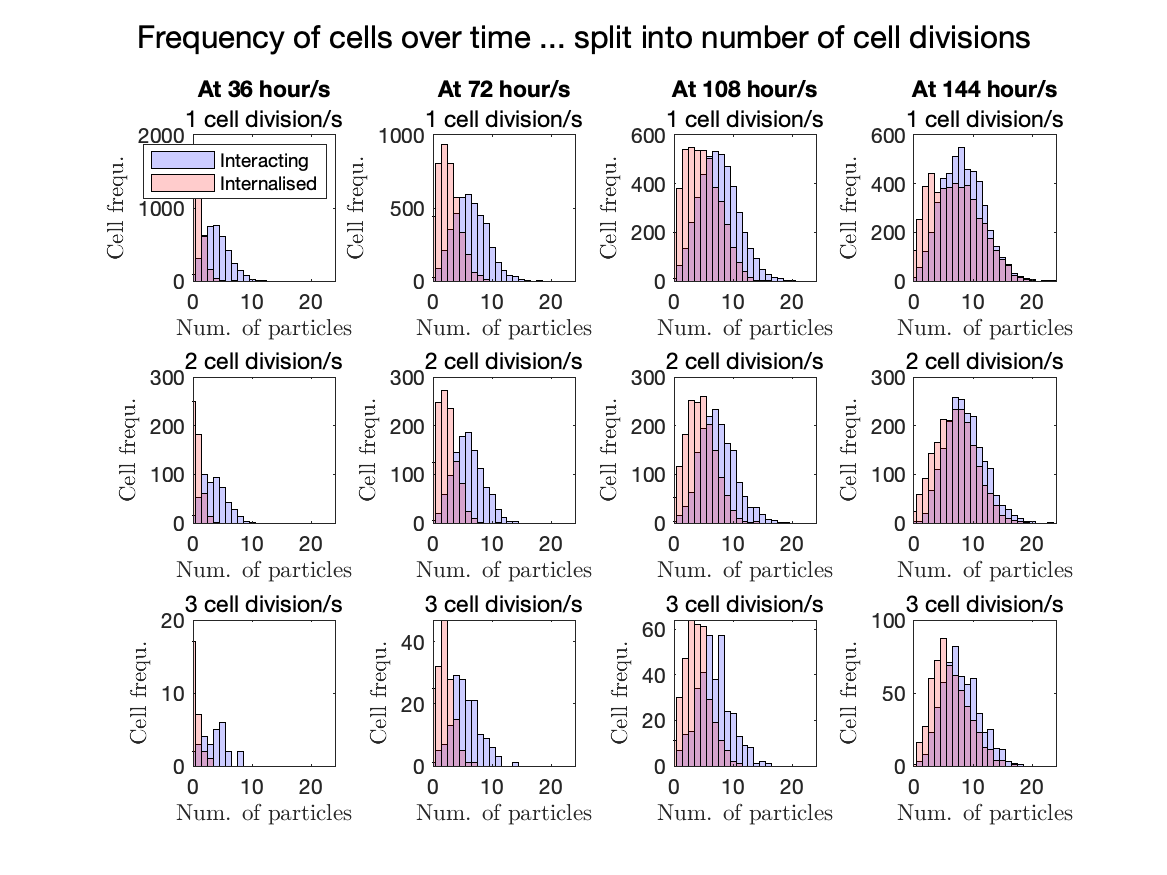 Frequency of cells over time ... split into number of cell divisions
At 36 hour/s
At 72 hour/s
At 108 hour/s
At 144 hour/s
1 cell division/s
1 cell division/s
1 cell division/s
1 cell division/s
2000
1000
0
Cell frequ.
Interacting
Internalised
0 10 20
Num. of particles
1000
500
0
Cell frequ.
0 10 20
Num. of particles
600
400
200
0
Cell frequ.
0 10 20
Num. of particles
600
400
200
0
Cell frequ.
0 10 20
Num. of particles
2 cell division/s
2 cell division/s
2 cell division/s
2 cell division/s
300
200
100
0
Cell frequ.
0 10 20
Num. of particles
300
200
100
0
Cell frequ.
0 10 20
Num. of particles
300
200
100
0
Cell frequ.
0 10 20
Num. of particles
300
200
100
0
Cell frequ.
0 10 20
Num. of particles
3 cell division/s
3 cell division/s
3 cell division/s
3 cell division/s
20
10
0
Cell frequ.
0 10 20
Num. of particles
40
20
0
Cell frequ.
0 10 20
Num. of particles
60
40
20
0
Cell frequ.
0 10 20
Num. of particles
100
50
0
Cell frequ.
0 10 20
Num. of particles